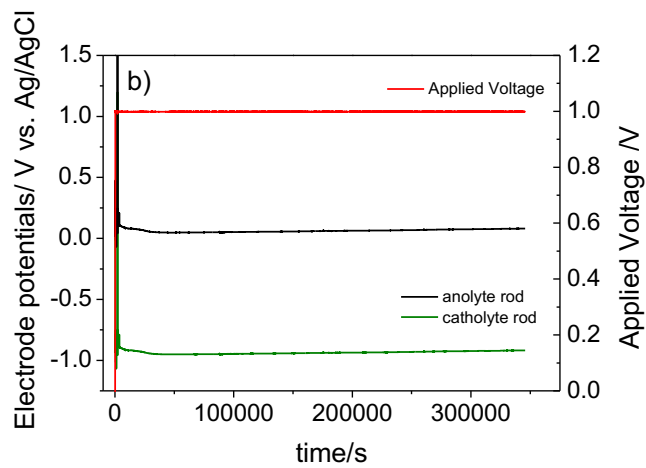 b)
Electrode potentials/ V vs. Ag/AgCl
1.5
1.0
0.5
0.0
-0.5
-1.0
Applied Voltage
anolyte rod
catholyte rod
1.2
1.0
0.8
0.6
0.4
0.2
0.0
Applied Voltage /V
0
100000
200000
300000
time/s